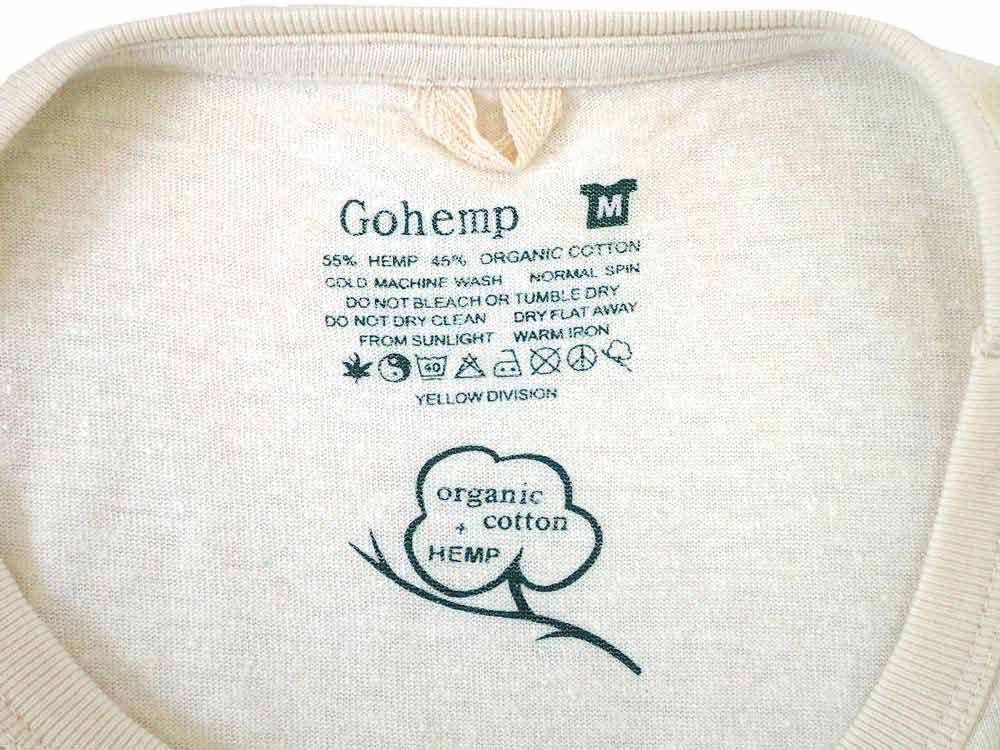 Gohemp M
55% HEMP 45% ORGANIC COTTON
COLD MACHINE WASH NORMAL SPIN
DO NOT BLEACH OR TUMBLE DRY
DO NOT DRY CLEAN DRY FLAT AWAY
FROM SUNLIGHT WARM IRON
40
YELLOW DIVISION
organic
+ cotton
HEMP